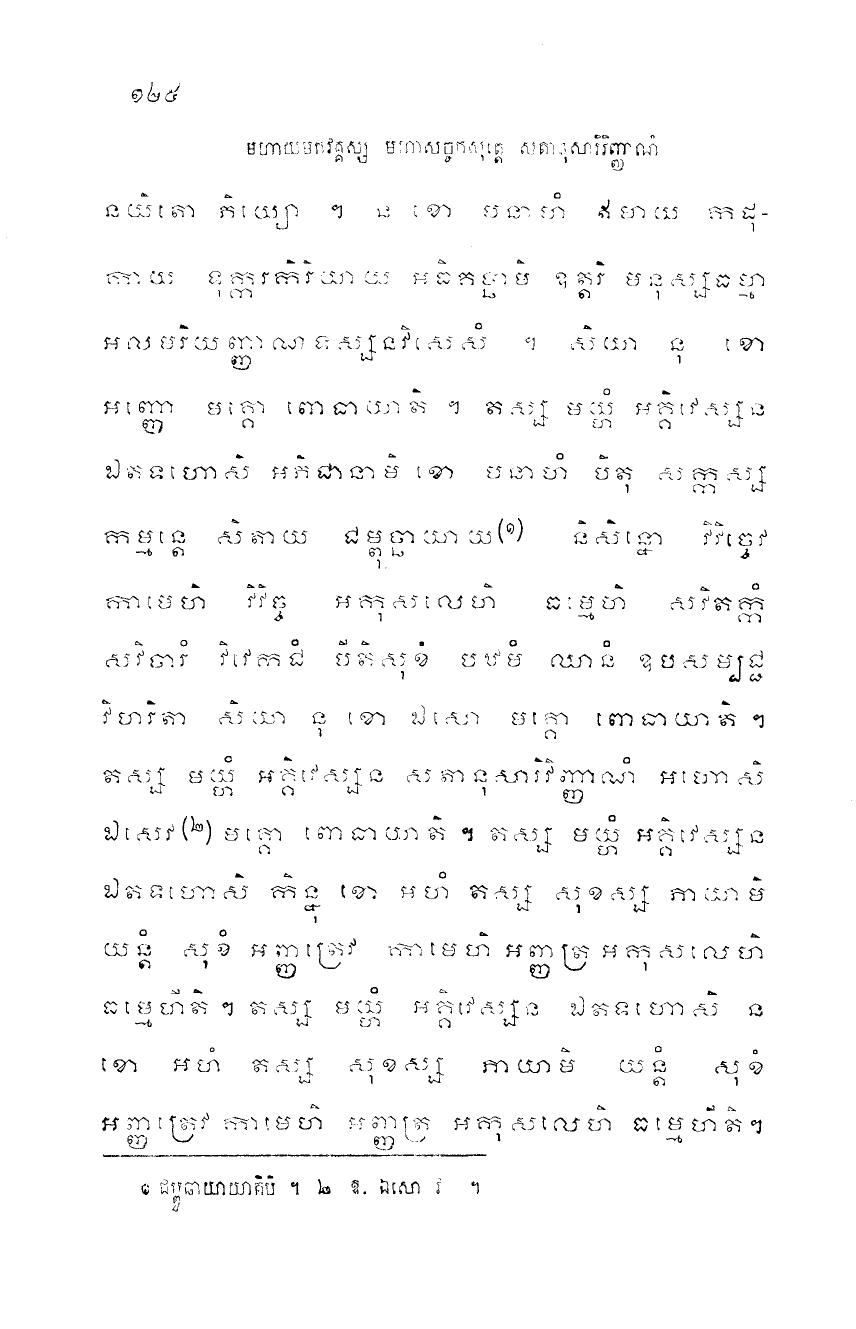 ១២៤
មហាយមកវគ្គស្ស មហាសច្ចកសុត្តេ សតានុសារិវិញ្ញាណំ
នយិតោ ភិយ្យោ ។ ន ខោ បនាហំ ឥមាយ កដុ-
កាយ ទុក្ករការិកិរិយាយ អធិគច្ឆាមិ ឧត្តរិ មនុស្សធម្មា
អលមរិយញ្ញាណទស្សនវិសេសំ ។ សិយា នុ ខោ
អញ្ញោ មគ្គោ ពោធាយាតិ ។ តស្ស មយ្ហំ អគ្គិវេស្សន
ឯតទហោសិ អភិជានាមិ ខោ បនាហំ បិតុ សក្កស្ស
កម្មន្តេ សិតាយ ជម្ពុច្ឆាយាយ(១) និសិន្នោ វិវិច្ចេវ
កាមេហិ វិវិច្ច អកុសលេហិ ធម្មេហិ សវិតក្កំ
សវិចារំ វិវេកជំ បីតិសុខំ បឋមំ ឈានំ ឧបសម្បជ្ជ
វិហរិតា សិយា នុ ខោ ឯសោ មគ្គោ ពោធាយាតិ ។
តស្ស មយ្ហំ អគ្គិវេស្សន សតានុសារិវិញ្ញាណំ អហោសិ
ឯសេវ(២) មគ្គោ ពោធាយាតិ ។ តស្ស មយ្ហំ អគ្គិវេស្សន
ឯតទហោសិ កិន្នុ ខោ អហំ តស្ស សុខស្ស ភាយាមិ
យន្តំ សុខំ អញ្ញត្រេវ កាមេហិ អញ្ញត្រ អកុសលេហិ
ធម្មេហីតិ ។ តស្ស មយ្ហំ អគ្គិវេស្សន ឯតទហោសិ ន
ខោ អហំ តស្ស សុខស្ស ភាយាមិ យន្តំ សុខំ
អញ្ញត្រេវ កាមេហិ អញ្ញត្រ អកុសលេហិ ធម្មេហីតិ ។
១ ជម្ពូឆាយាយាតិបិ ។ ២ ឱ. ឯសោ វ ។